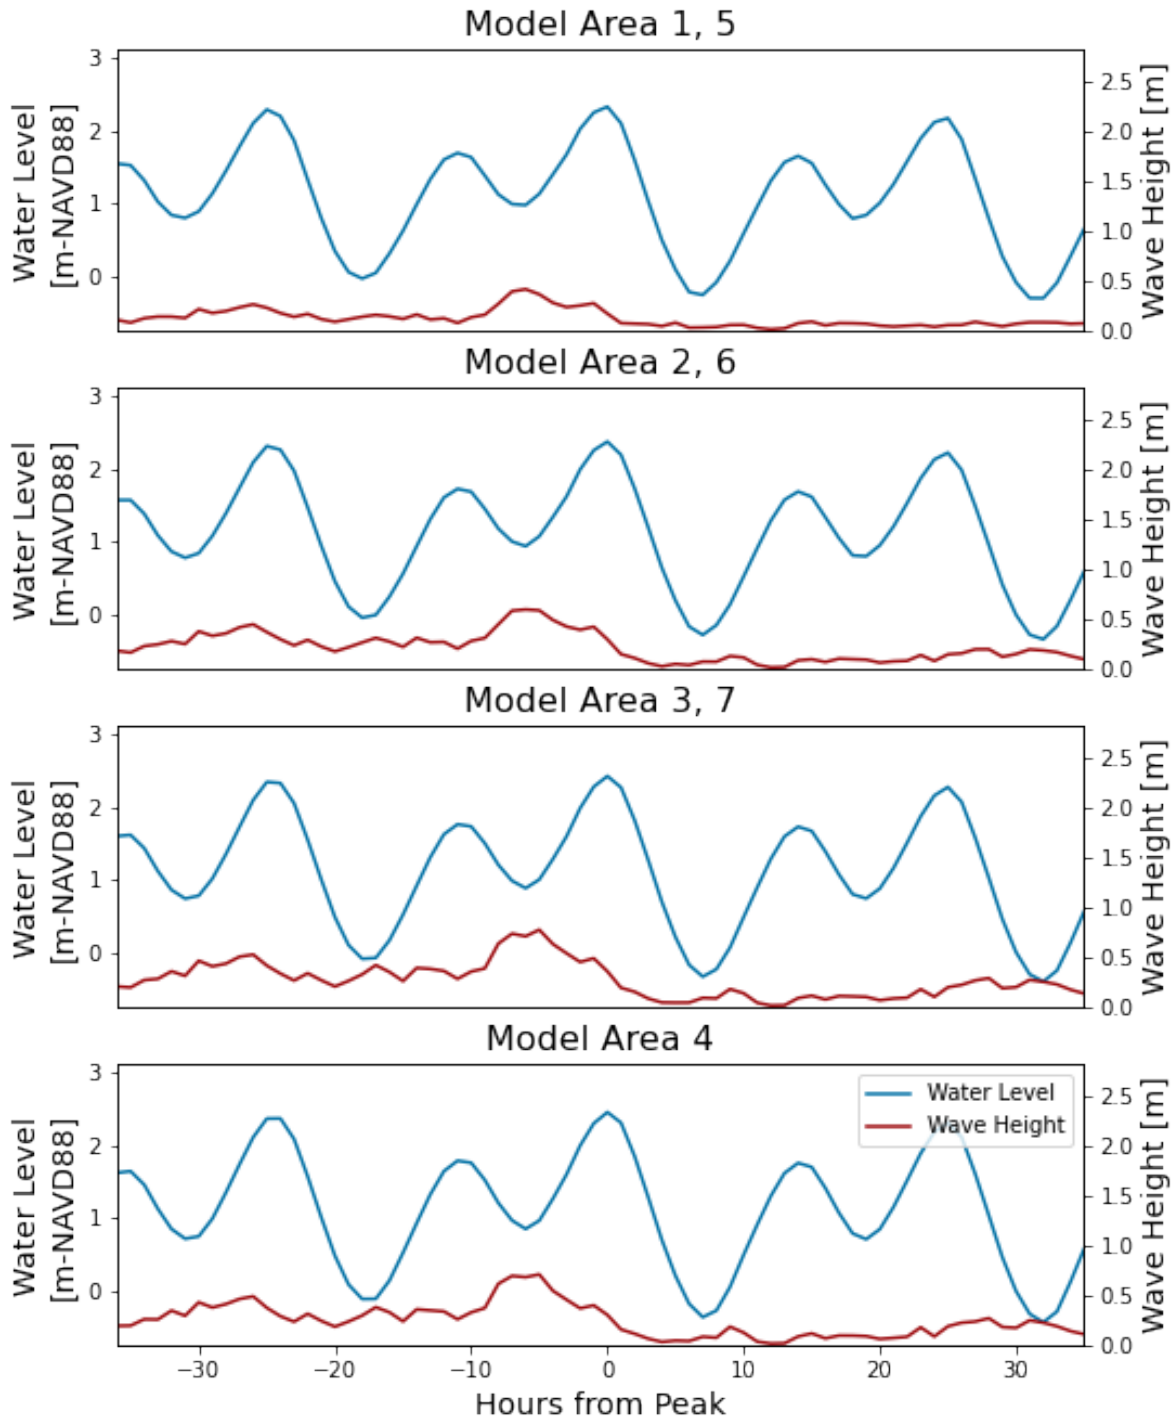 Model Area 1, 5
3
2
1
0
Water Level
[m-NAVD88]
2.5
2.0
1.5
1.0
0.5
0.0
Wave Height [m]
Model Area 2, 6
3
2
1
0
Water Level
[m-NAVD88]
2.5
2.0
1.5
1.0
0.5
0.0
Wave Height [m]
Model Area 3, 7
3
2
1
0
Water Level
[m-NAVD88]
2.5
2.0
1.5
1.0
0.5
0.0
Wave Height [m]
Model Area 4
3
2
1
0
Water Level
[m-NAVD88]
Water Level
Wave Height
2.5
2.0
1.5
1.0
0.5
0.0
Wave Height [m]
−30 −20 −10 0 10 20 30
Hours from Peak